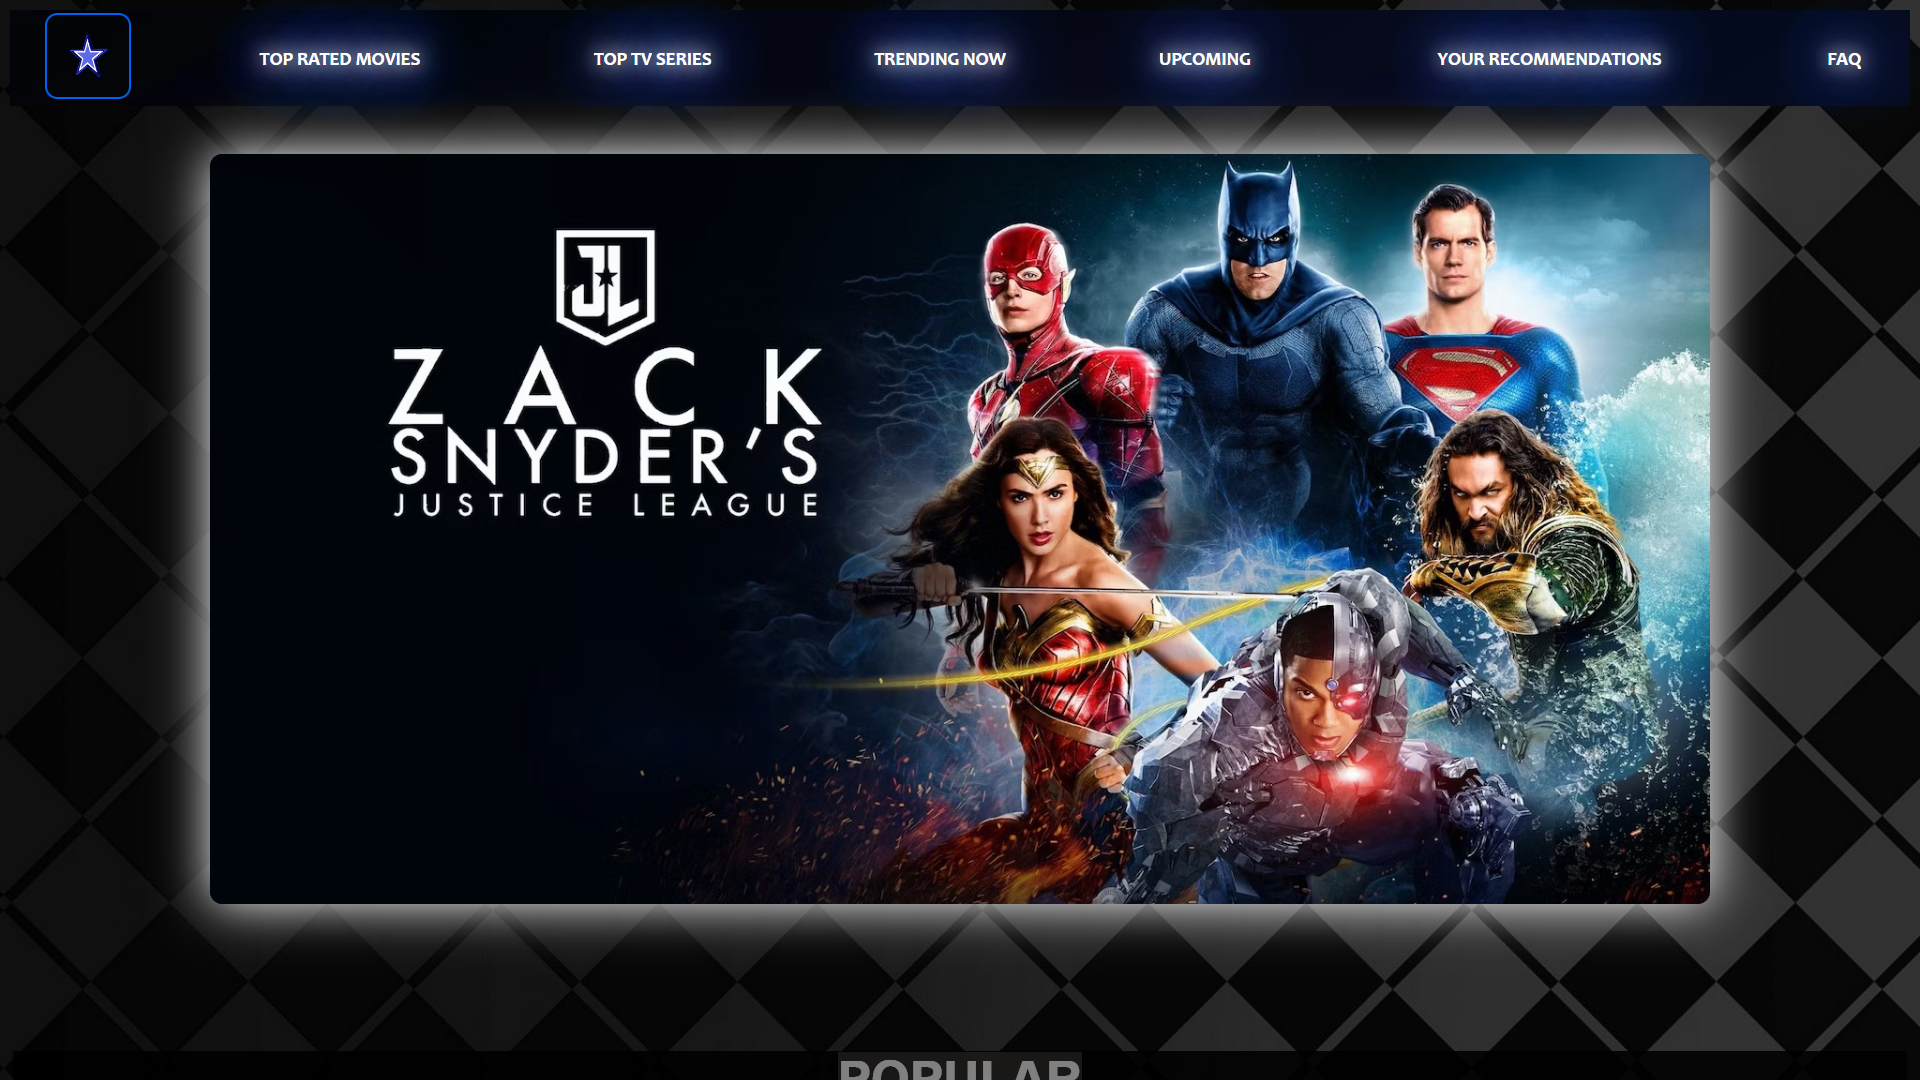 TOP RATED MOVIES
TOP TV SERIES
TRENDING NOW
UPCOMING
YOUR RECOMMENDATIONS
FAQ
JL
ZACK
SNYDER'S
JUSTICE LEAGUE
POPULAR